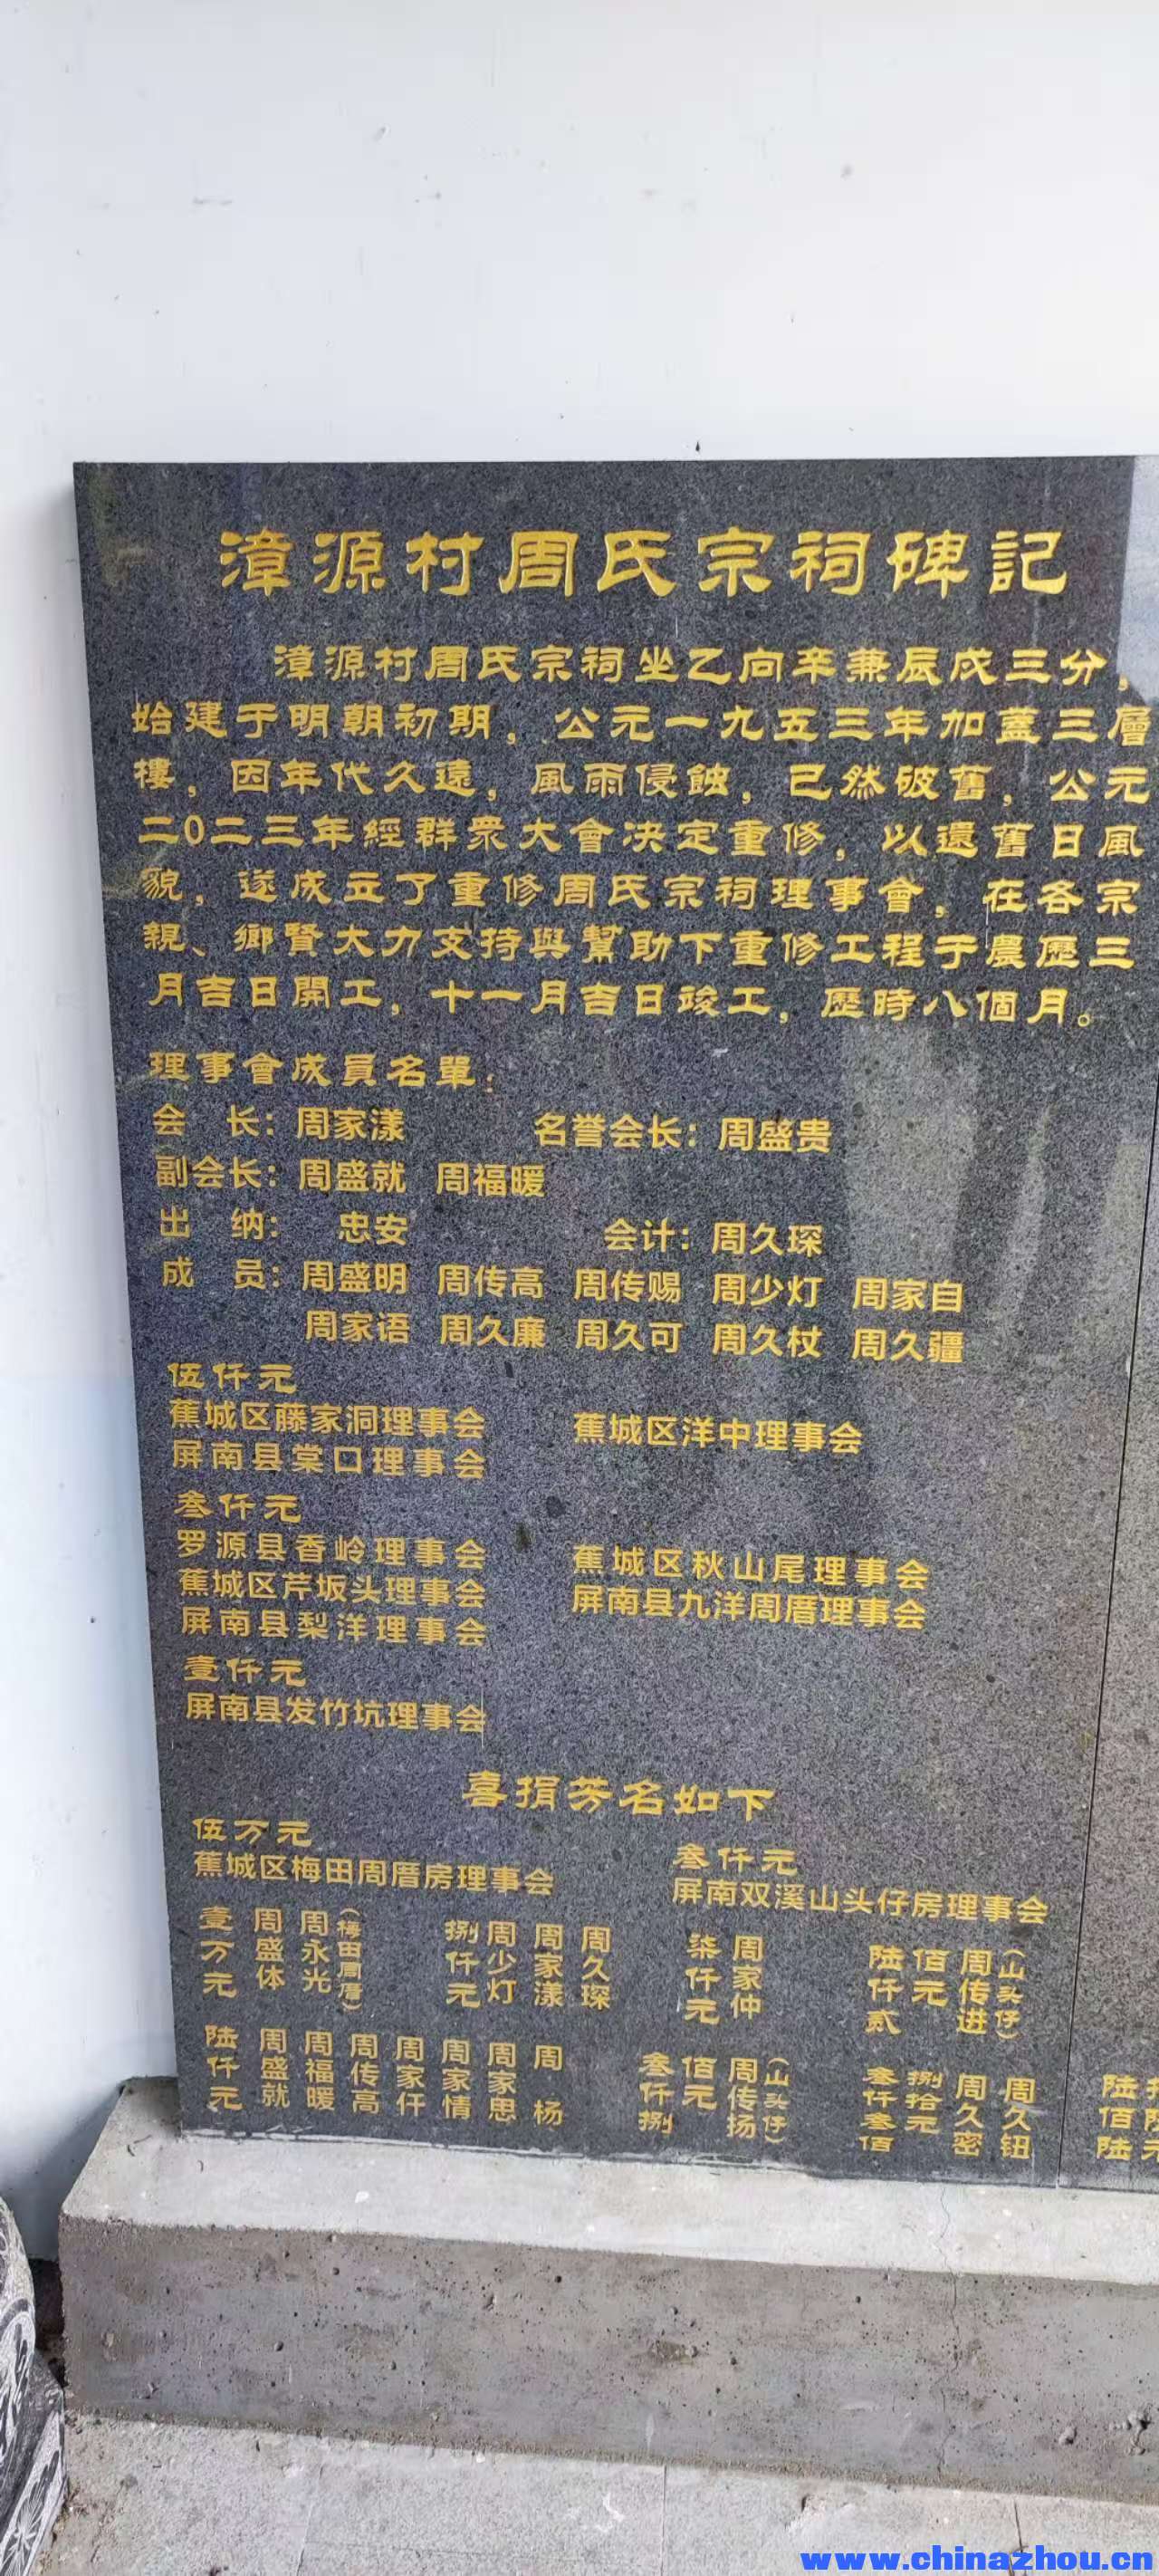 漳源村周氏宗祠碑記
漳源村周氏宗祠坐乙向辛兼辰戌三分，
始建于明朝初期，公元一九五三年加蓋三層
樓，因年代久遠，風雨侵蝕，已然破舊，公元
二0二三年經群衆大會决定重修，以還舊日風
貌，遂成立了重修周氏宗祠理事會，在各宗
親、鄉賢大力支持與幫助下重修工程于農歷三
月吉日開工，十一月吉日竣工，歷時八個月。
理事會成員名單：
会 长：周家漾 名誉会长：周盛贵
副会长：周盛就 周福暖
出 纳： 忠安 会计：周久琛
成 员：周盛明 周传高 周传赐 周少灯 周家自
周家语 周久廉 周久可 周久杖 周久疆
伍仟元
蕉城区藤家洞理事会 蕉城区洋中理事会
屏南县棠口理事会
叁仟元
罗源县香岭理事会 蕉城区秋山尾理事会
蕉城区芹坂头理事会 屏南县九洋周厝理事会
屏南县梨洋理事会
壹仟元
屏南县发竹坑理事会
喜捐芳名如下
伍万元
蕉城区梅田周厝房理事会
叁仟元
屏南双溪山头仔房理事会
壹万元
周盛体
周永光
（梅田周厝）
捌仟元
周少灯
周家漾
周久琛
柒仟元
周家仲
陆仟贰
佰元
周传进
（山头仔）
陆仟元
周盛就
周福暖
周传高
周家仟
周家情
周家思
周杨
叁仟捌
佰元
周传扬
（山头仔）
叁仟叁佰
捌拾元
周久密
周久钮
陆佰陆
www.chinazhou.cn